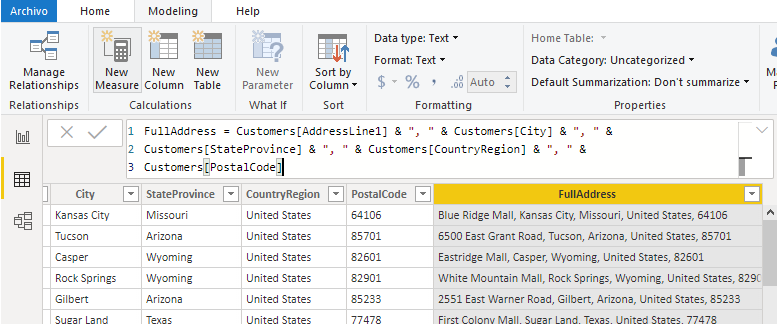 Archivo Home Modeling Help
Manage Relationships
New Measure
New Column
New Table
New Parameter
Sort by Column
Data type: Text
Format: Text
$ % , .00 Auto
Home Table:
Data Category: Uncategorized
Default Summarization: Don't summarize
Relationships Calculations What If Sort Formatting Properties
1 FullAddress = Customers[AddressLine1] & ", " & Customers[City] & ", " &
2 Customers[StateProvince] & ", " & Customers[CountryRegion] & ", " &
3 Customers[PostalCode]
City StateProvince CountryRegion PostalCode FullAddress
Kansas City Missouri United States 64106 Blue Ridge Mall, Kansas City, Missouri, United States, 64106
Tucson Arizona United States 85701 6500 East Grant Road, Tucson, Arizona, United States, 85701
Casper Wyoming United States 82601 Eastridge Mall, Casper, Wyoming, United States, 82601
Rock Springs Wyoming United States 82901 White Mountain Mall, Rock Springs, Wyoming, United States, 8290
Gilbert Arizona United States 85233 2551 East Warner Road, Gilbert, Arizona, United States, 85233
Sugar Land Texas United States 77478 First Colony Mall, Sugar Land, Texas, United States, 77478